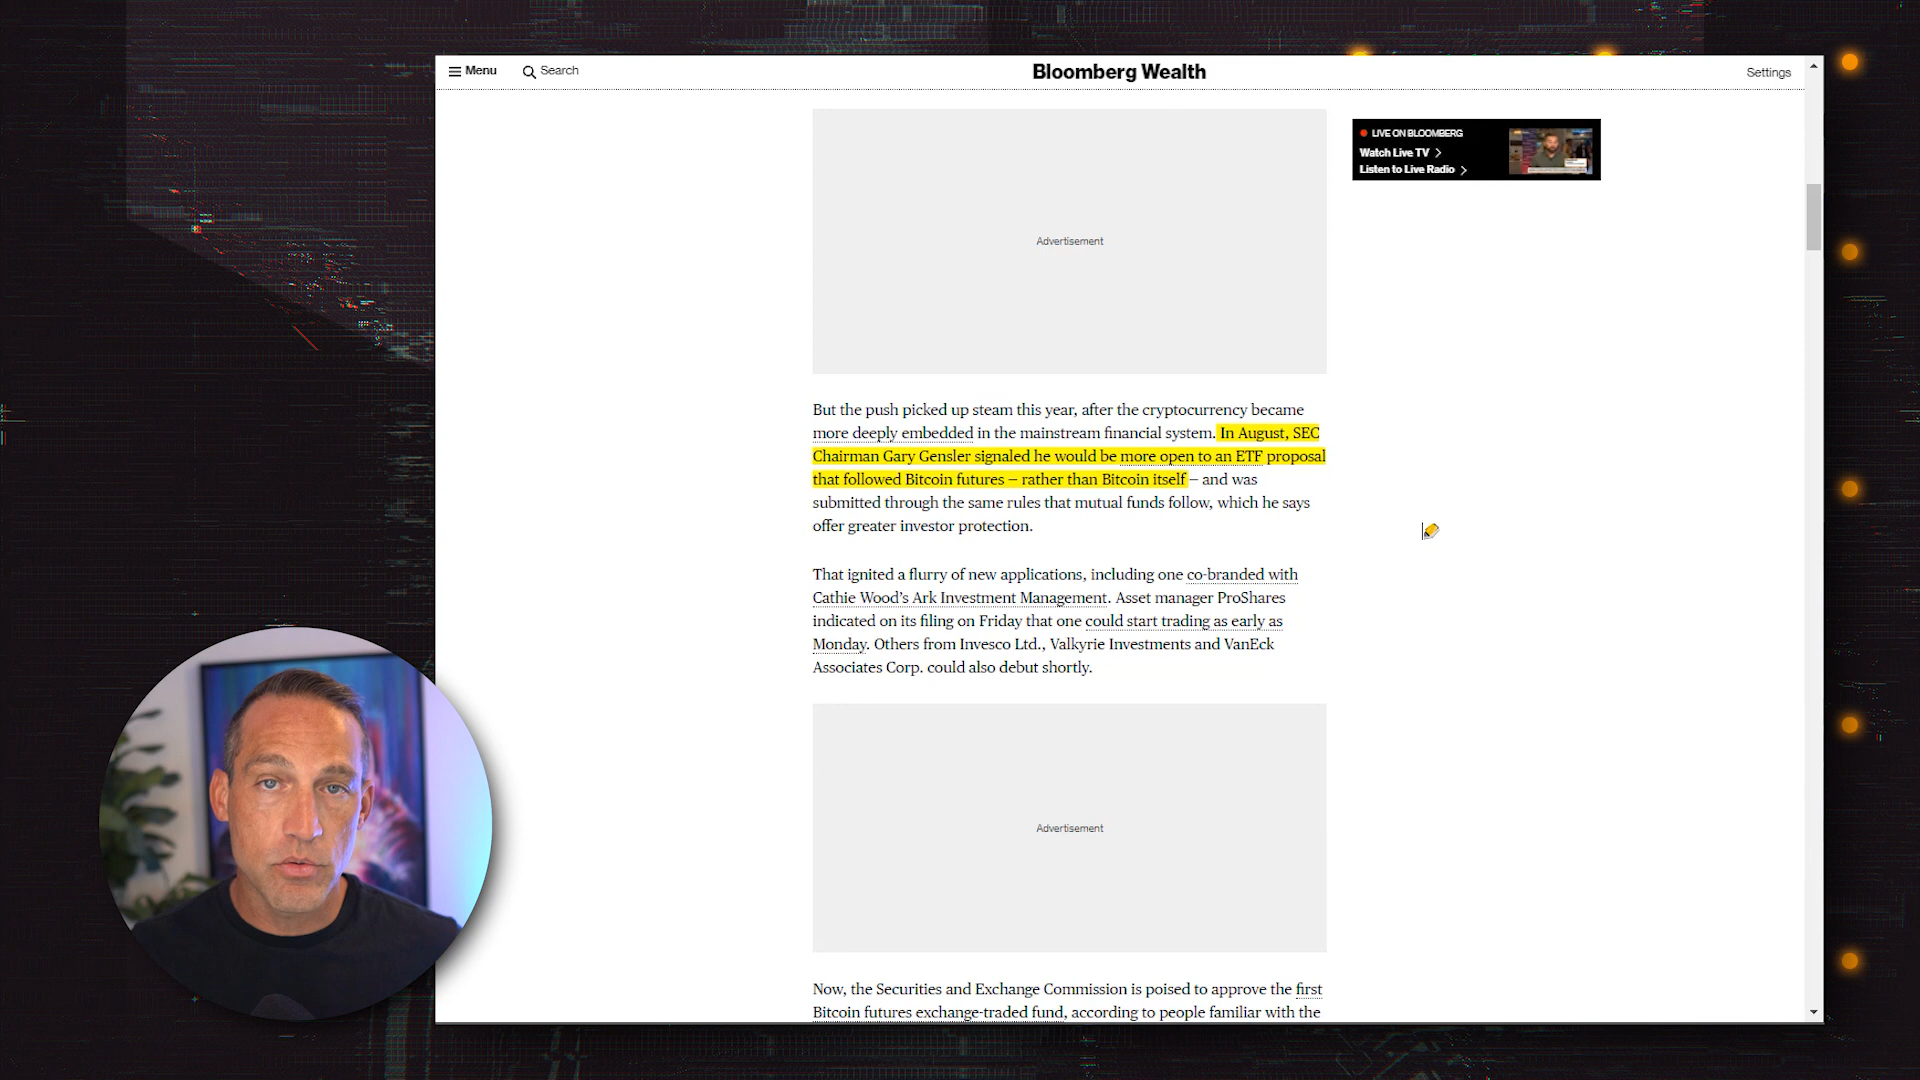 Menu
Search
Bloomberg Wealth
Settings
LIVE ON BLOOMBERG
Watch Live TV
Listen to Live Radio
Advertisement
But the push picked up steam this year, after the cryptocurrency became
more deeply embedded in the mainstream financial system. In August, SEC
Chairman Gary Gensler signaled he would be more open to an ETF proposal
that followed Bitcoin futures — rather than Bitcoin itself — and was
submitted through the same rules that mutual funds follow, which he says
offer greater investor protection.
That ignited a flurry of new applications, including one co-branded with
Cathie Wood’s Ark Investment Management. Asset manager ProShares
indicated on its filing on Friday that one could start trading as early as
Monday. Others from Invesco Ltd., Valkyrie Investments and VanEck
Associates Corp. could also debut shortly.
Advertisement
Now, the Securities and Exchange Commission is poised to approve the first
Bitcoin futures exchange-traded fund, according to people familiar with the